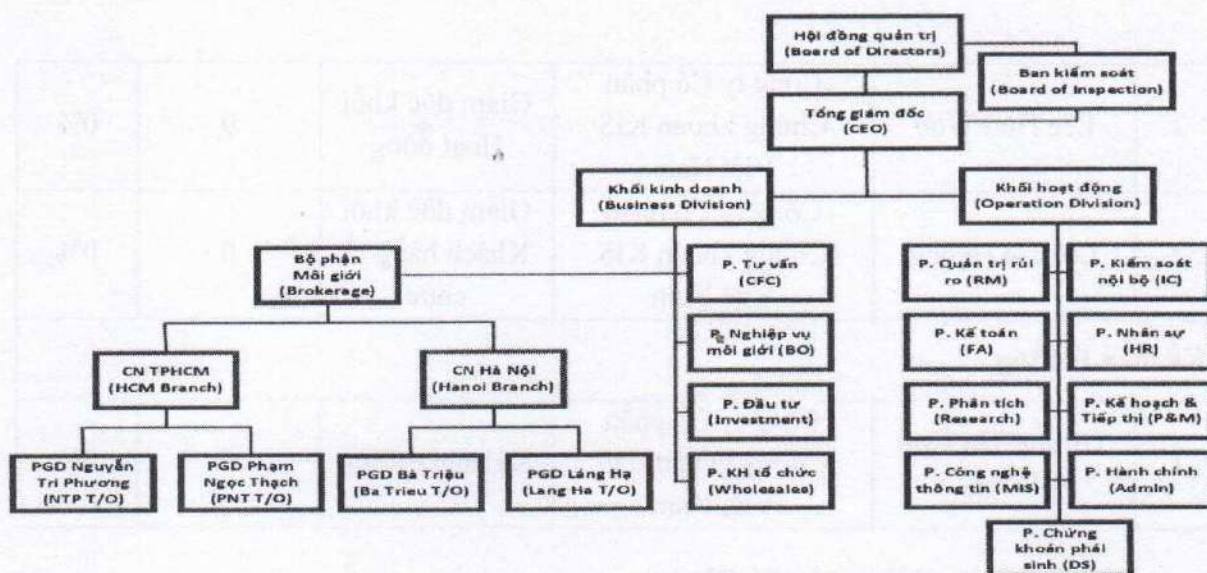 Hội đồng quản trị
(Board of Directors)
Ban kiểm soát
(Board of Inspection)
Tổng giám đốc
(CEO)
Khối kinh doanh
(Business Division)
Khối hoạt động
(Operation Division)
Bộ phận
Môi giới
(Brokerage)
P. Tư vấn
(CFC)
P. Quản trị rủi
ro (RM)
P. Kiểm soát
nội bộ (IC)
P. Nghiệp vụ
môi giới (BO)
P. Kế toán
(FA)
P. Nhân sự
(HR)
CN TPHCM
(HCM Branch)
CN Hà Nội
(Hanoi Branch)
P. Đầu tư
(Investment)
P. Phân tích
(Research)
P. Kế hoạch &
Tiếp thị (P&M)
PGD Nguyễn
Tri Phương
(NTP T/O)
PGD Phạm
Ngọc Thạch
(PNT T/O)
PGD Bà Triệu
(Ba Trieu T/O)
PGD Láng Hạ
(Lang Ha T/O)
P. KH tổ chức
(Wholesales)
P. Công nghệ
thông tin (MIS)
P. Hành chính
(Admin)
P. Chứng
khoán phái
sinh (DS)